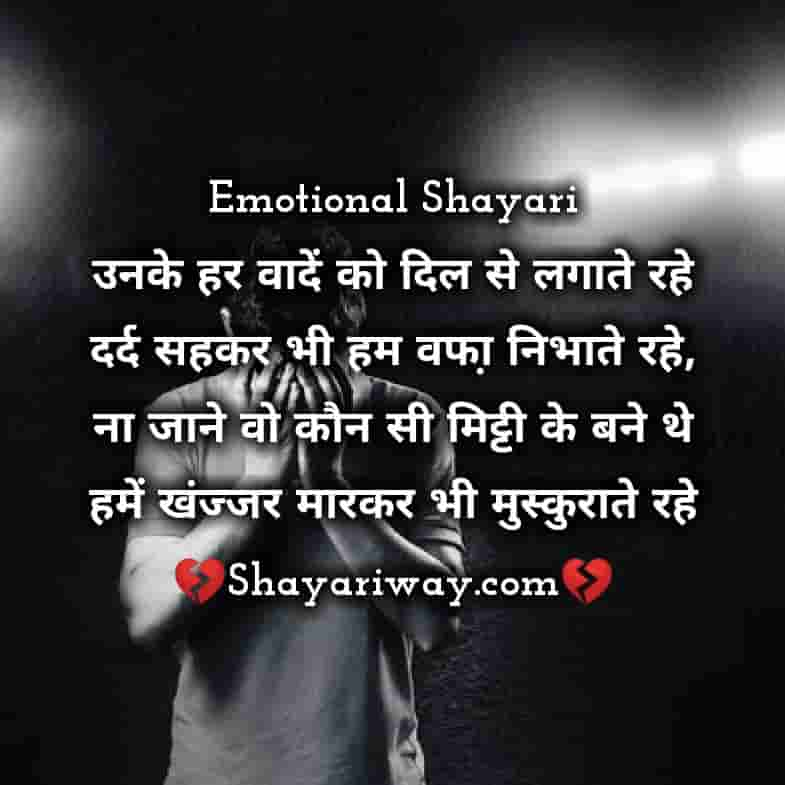 Emotional Shayari
उनके हर वादें को दिल से लगाते रहे
दर्द सहकर भी हम वफा़ निभाते रहे,
ना जाने वो कौन सी मिट्टी के बने थे
हमें खंज्जर मारकर भी मुस्कुराते रहे
💔Shayariway.com💔